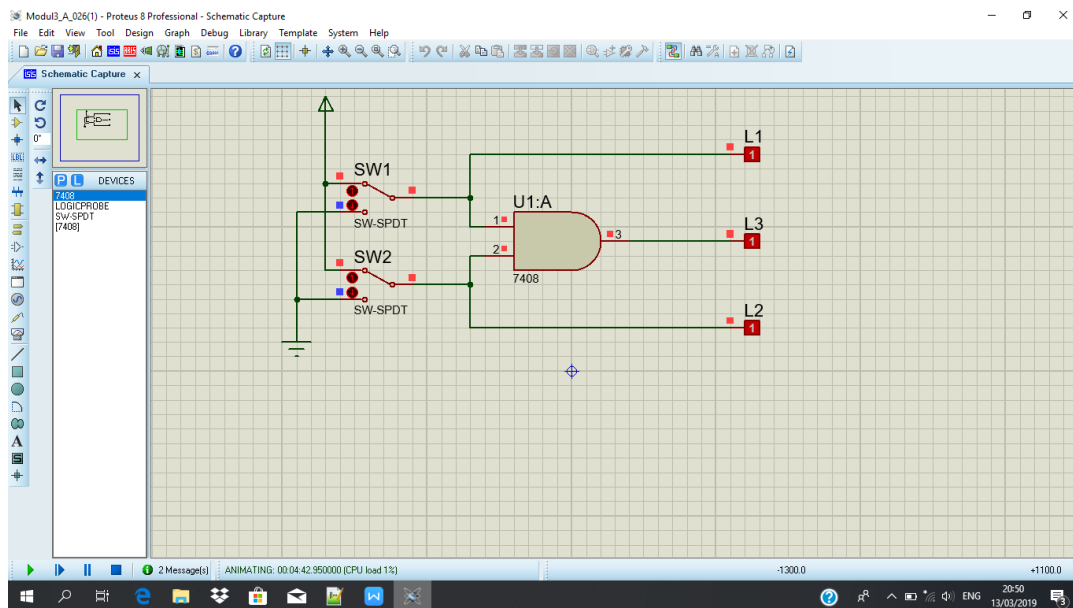 Modul3_A_026(1) - Proteus 8 Professional - Schematic Capture
File Edit View Tool Design Graph Debug Library Template System Help
Schematic Capture
0°
P L DEVICES
7408
LOGICPROBE
SW-SPDT
[7408]
L1
1
SW1
SW-SPDT
U1:A
1
2
3
7408
L3
1
SW2
SW-SPDT
L2
1
2 Message(s)
ANIMATING: 00:04:42.950000 (CPU load 1%)
-1300.0
+1100.0
ENG
20:50
13/03/2019
3